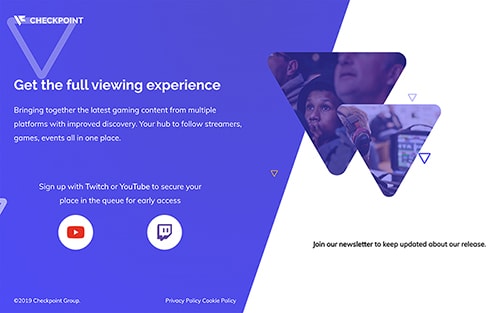 CHECKPOINT
Get the full viewing experience
Bringing together the latest gaming content from multiple
platforms with improved discovery. Your hub to follow streamers,
games, events all in one place.
Sign up with Twitch or YouTube to secure your
place in the queue for early access
Join our newsletter to keep updated about our release.
©2019 Checkpoint Group.
Privacy Policy Cookie Policy